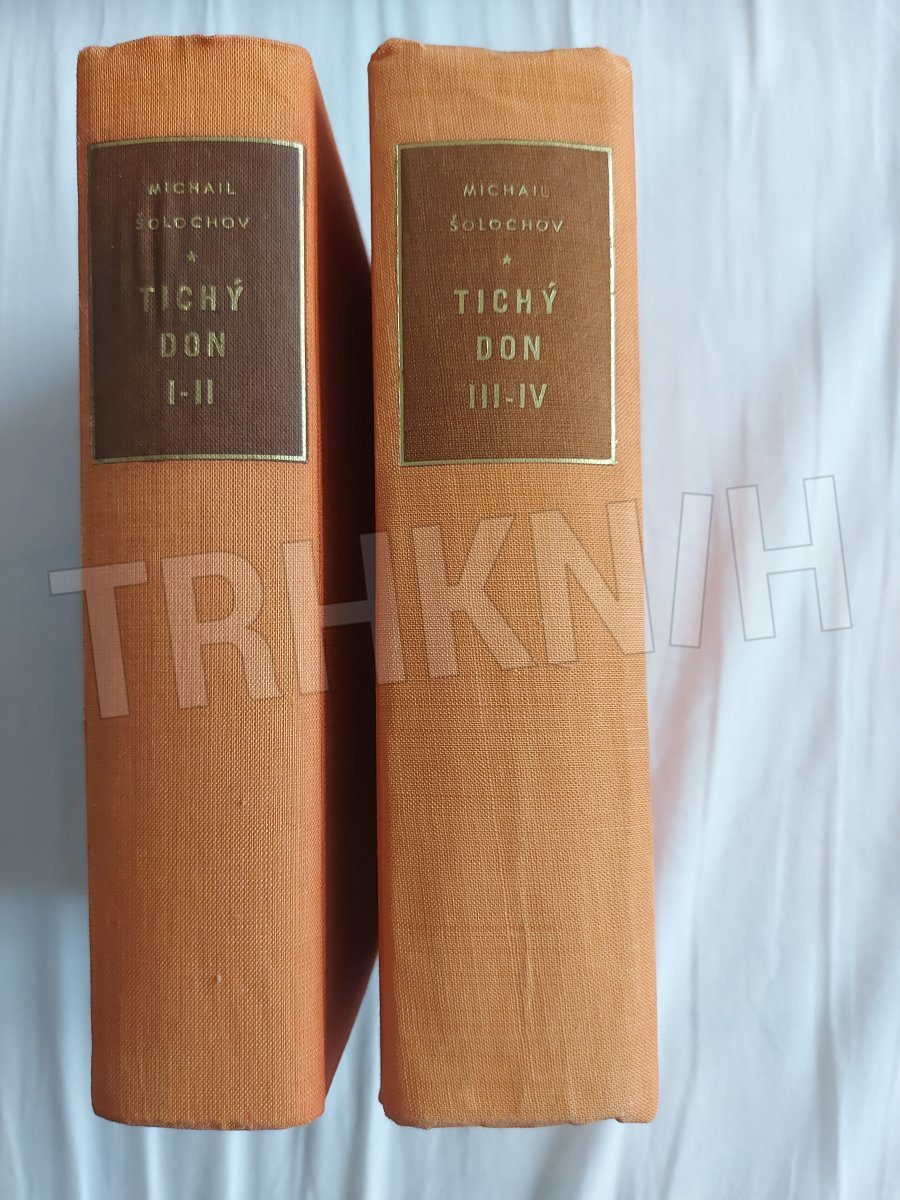 MICHAIL
ŠOLOCHOV
★
TICHÝ
DON
I-II
MICHAIL
ŠOLOCHOV
★
TICHÝ
DON
III-IV
TRHKNIH